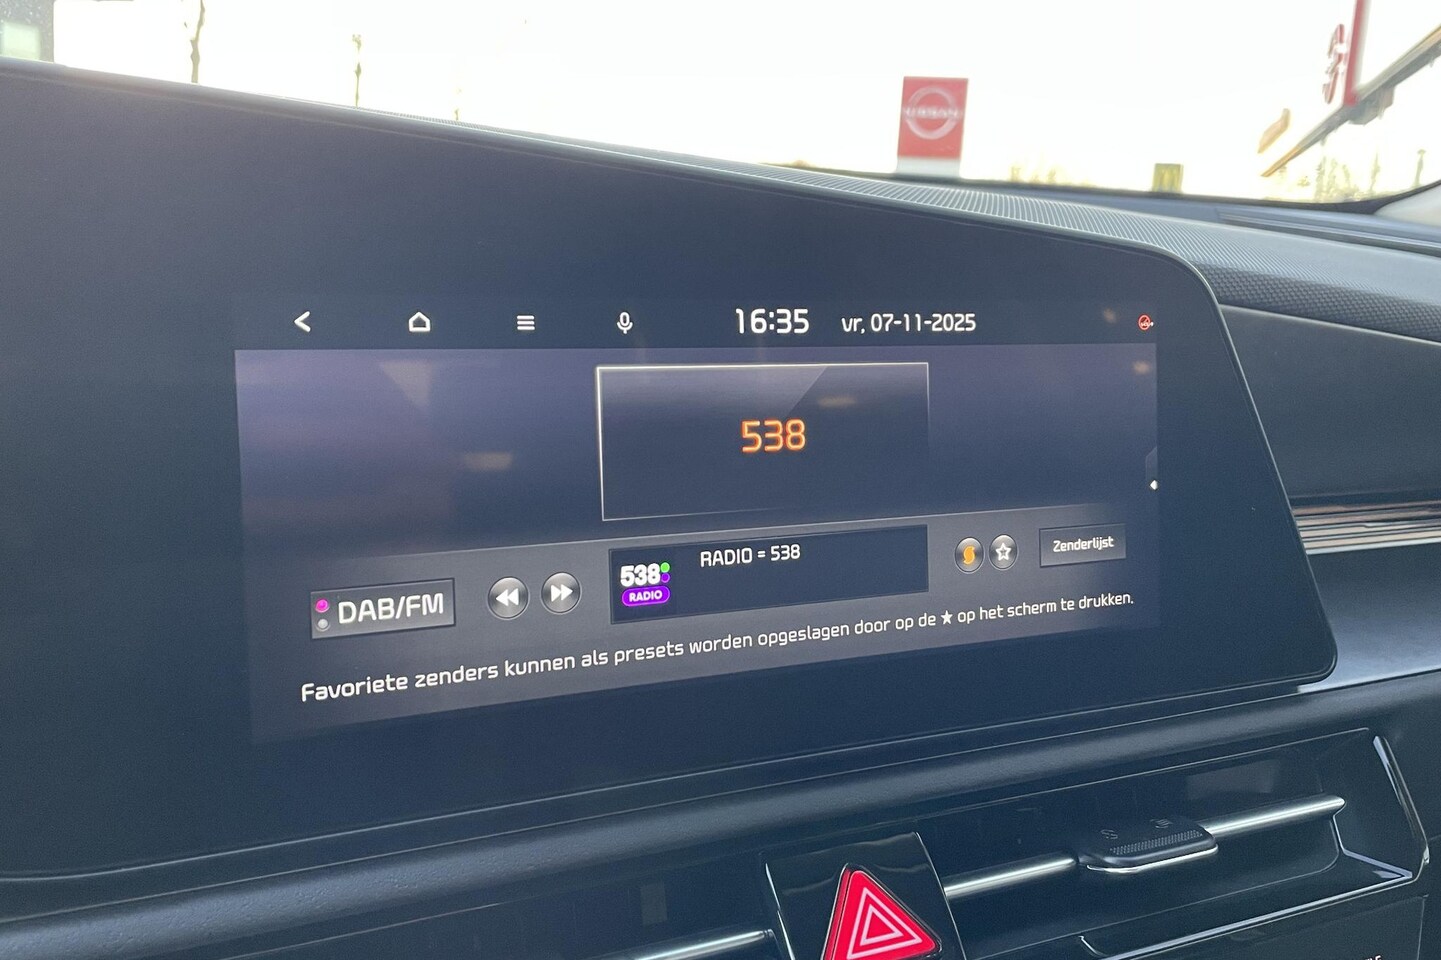 NISSAN
16:35 vr, 07-11-2025
538
538 RADIO = 538
RADIO
Zenderlijst
DAB/FM
Favoriete zenders kunnen als presets worden opgeslagen door op de ★ op het scherm te drukken.